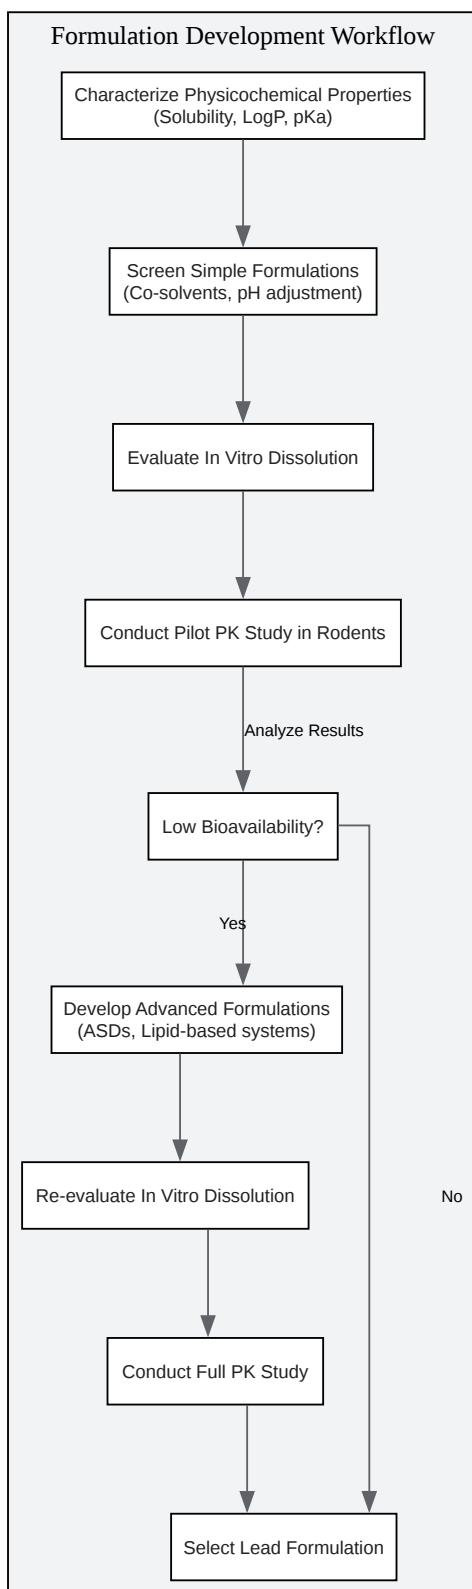 Formulation Development Workflow
Characterize Physicochemical Properties
(Solubility, LogP, pKa)
Screen Simple Formulations
(Co-solvents, pH adjustment)
Evaluate In Vitro Dissolution
Conduct Pilot PK Study in Rodents
Analyze Results
Low Bioavailability?
Yes
Develop Advanced Formulations
(ASDs, Lipid-based systems)
Re-evaluate In Vitro Dissolution
No
Conduct Full PK Study
Select Lead Formulation